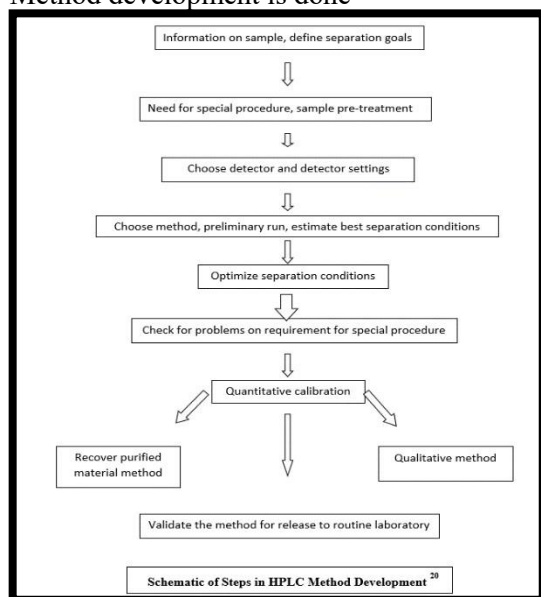 Method development is done
Information on sample, define separation goals
Need for special procedure, sample pre-treatment
Choose detector and detector settings
Choose method, preliminary run, estimate best separation conditions
Optimize separation conditions
Check for problems on requirement for special procedure
Quantitative calibration
Recover purified
material method
Qualitative method
Validate the method for release to routine laboratory
Schematic of Steps in HPLC Method Development 20